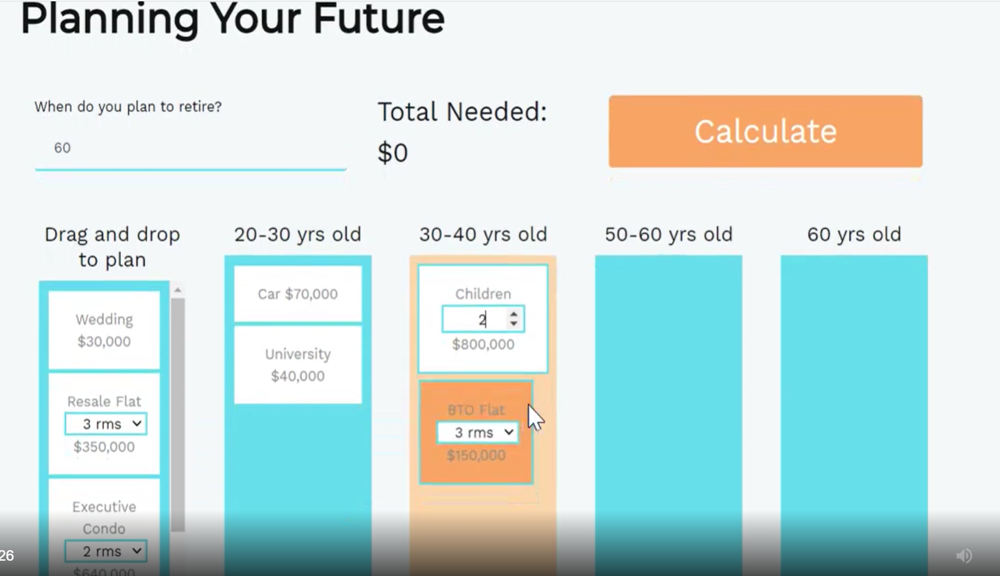 Planning Your Future
When do you plan to retire?
60
Total Needed:
$0
Calculate
Drag and drop
to plan
Wedding
$30,000
Resale Flat
3 rms
$350,000
Executive
Condo
2 rms
$640,000
20-30 yrs old
Car $70,000
University
$40,000
30-40 yrs old
Children
2
$800,000
BTO Flat
3 rms
$150,000
50-60 yrs old
60 yrs old
26